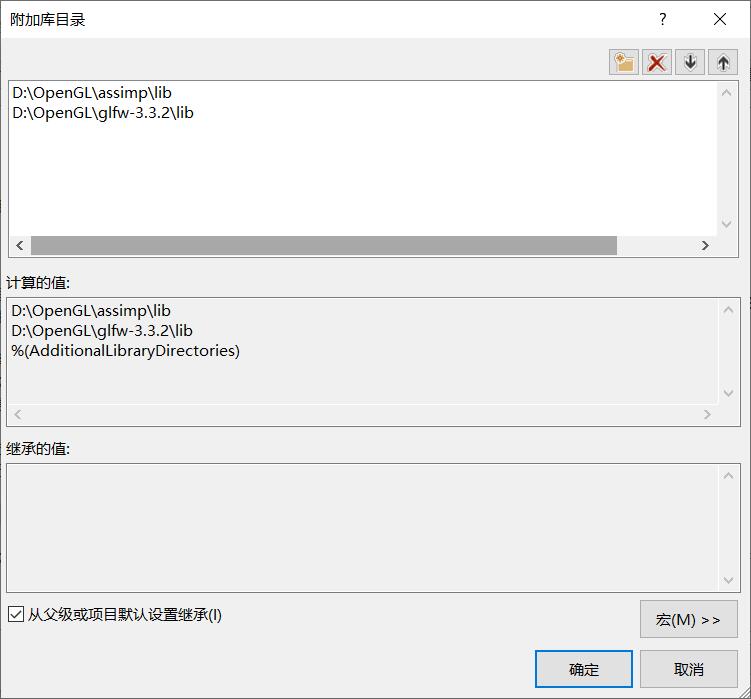 附加库目录
?
D:\OpenGL\assimp\lib
D:\OpenGL\glfw-3.3.2\lib
计算的值:
D:\OpenGL\assimp\lib
D:\OpenGL\glfw-3.3.2\lib
%(AdditionalLibraryDirectories)
继承的值:
从父级或项目默认设置继承(I)
宏(M) >>
确定
取消